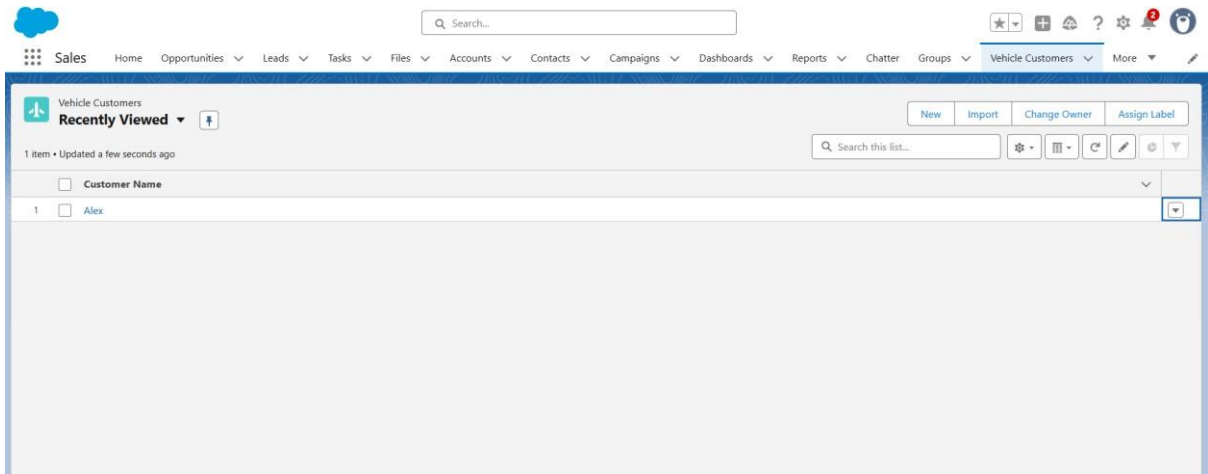 Search...
2
Sales Home Opportunities Leads Tasks Files Accounts Contacts Campaigns Dashboards Reports Chatter Groups Vehicle Customers More
Vehicle Customers
Recently Viewed
New Import Change Owner Assign Label
1 item • Updated a few seconds ago
Search this list...
Customer Name
1 Alex